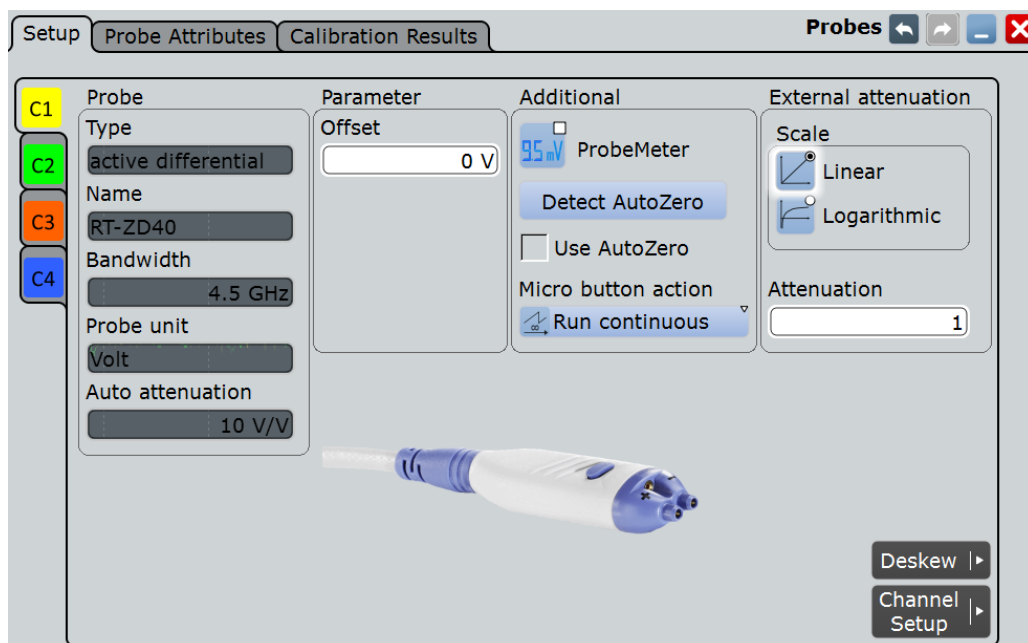 Setup
Probe Attributes
Calibration Results
Probes
C1
C2
C3
C4
Probe
Type
active differential
Name
RT-ZD40
Bandwidth
4.5 GHz
Probe unit
Volt
Auto attenuation
10 V/V
Parameter
Offset
0 V
Additional
9.5 mV
ProbeMeter
Detect AutoZero
Use AutoZero
Micro button action
Run continuous
External attenuation
Scale
Linear
Logarithmic
Attenuation
1
Deskew
Channel
Setup